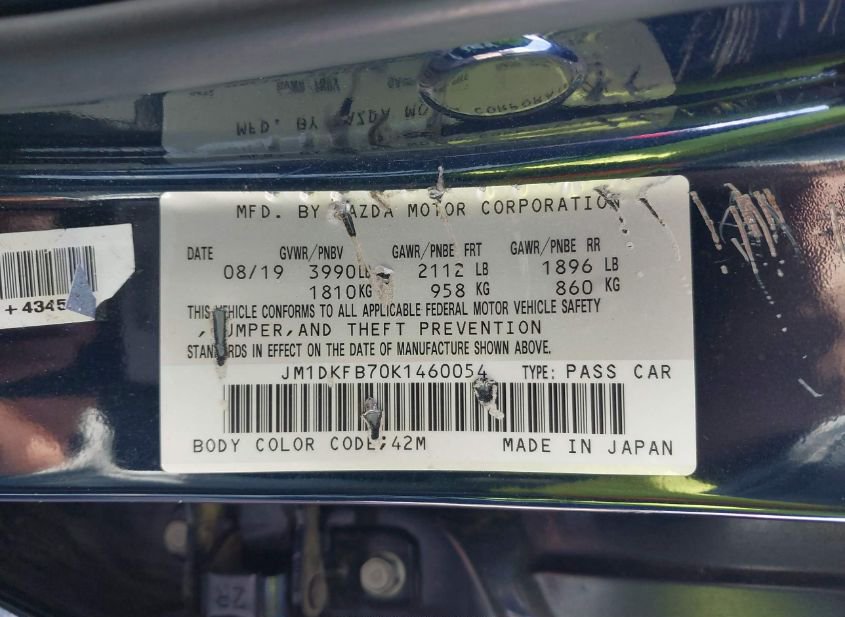 MFD. BY MAZDA MOTOR CORPORATION
DATE GVWR/PNBV GAWR/PNBE FRT GAWR/PNBE RR
08/19 3990LB 2112 LB 1896 LB
1810KG 958 KG 860 KG
THIS VEHICLE CONFORMS TO ALL APPLICABLE FEDERAL MOTOR VEHICLE SAFETY
,BUMPER,AND THEFT PREVENTION
STANDARDS IN EFFECT ON THE DATE OF MANUFACTURE SHOWN ABOVE.
JM1DKFB70K1460054 TYPE: PASS CAR
BODY COLOR CODE:42M MADE IN JAPAN
+ 4345
ZR